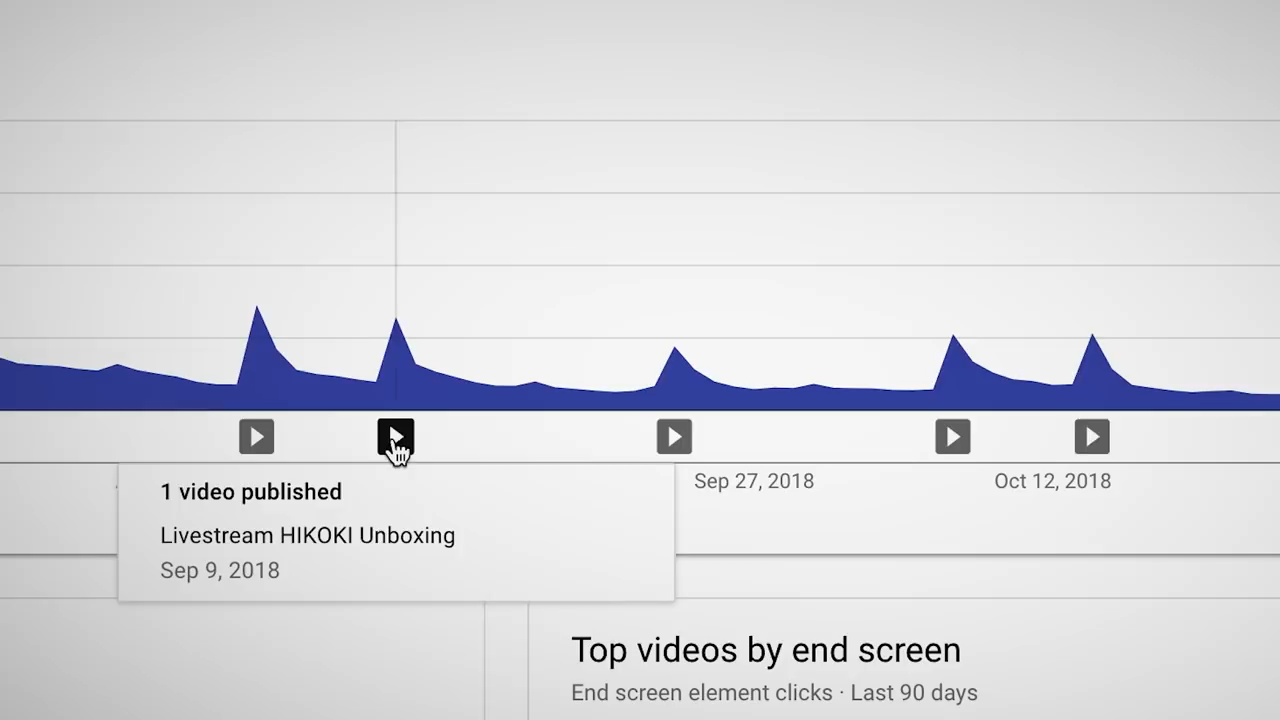 Sep 27, 2018
Oct 12, 2018
1 video published
Livestream HIKOKI Unboxing
Sep 9, 2018
Top videos by end screen
End screen element clicks · Last 90 days